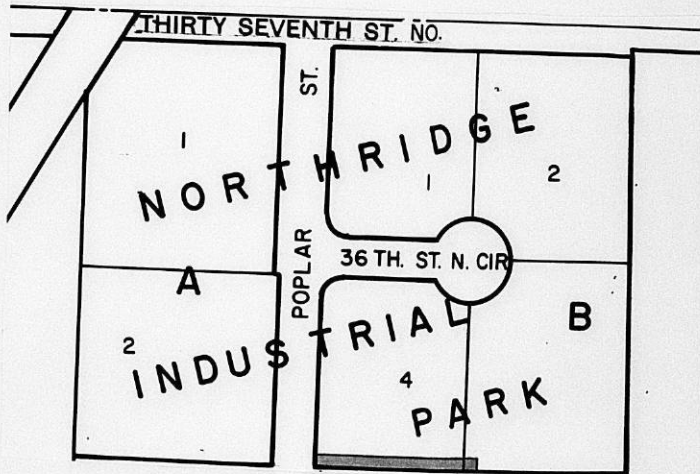 THIRTY SEVENTH ST. NO.
POPLAR ST.
1
NORTHRIDGE
1
2
36 TH. ST. N. CIR
A
B
2
INDUSTRIAL
4
PARK